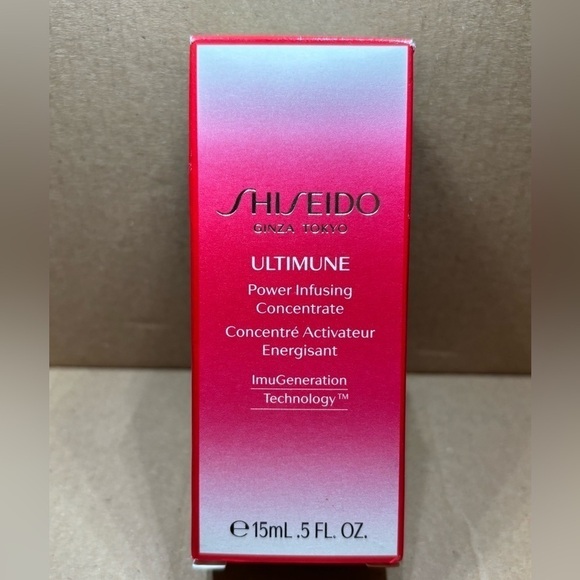 SHISEIDO
GINZA TOKYO
ULTIMUNE
Power Infusing
Concentrate
Concentré Activateur
Energisant
ImuGeneration
Technology™
℮15mL .5 FL. OZ.